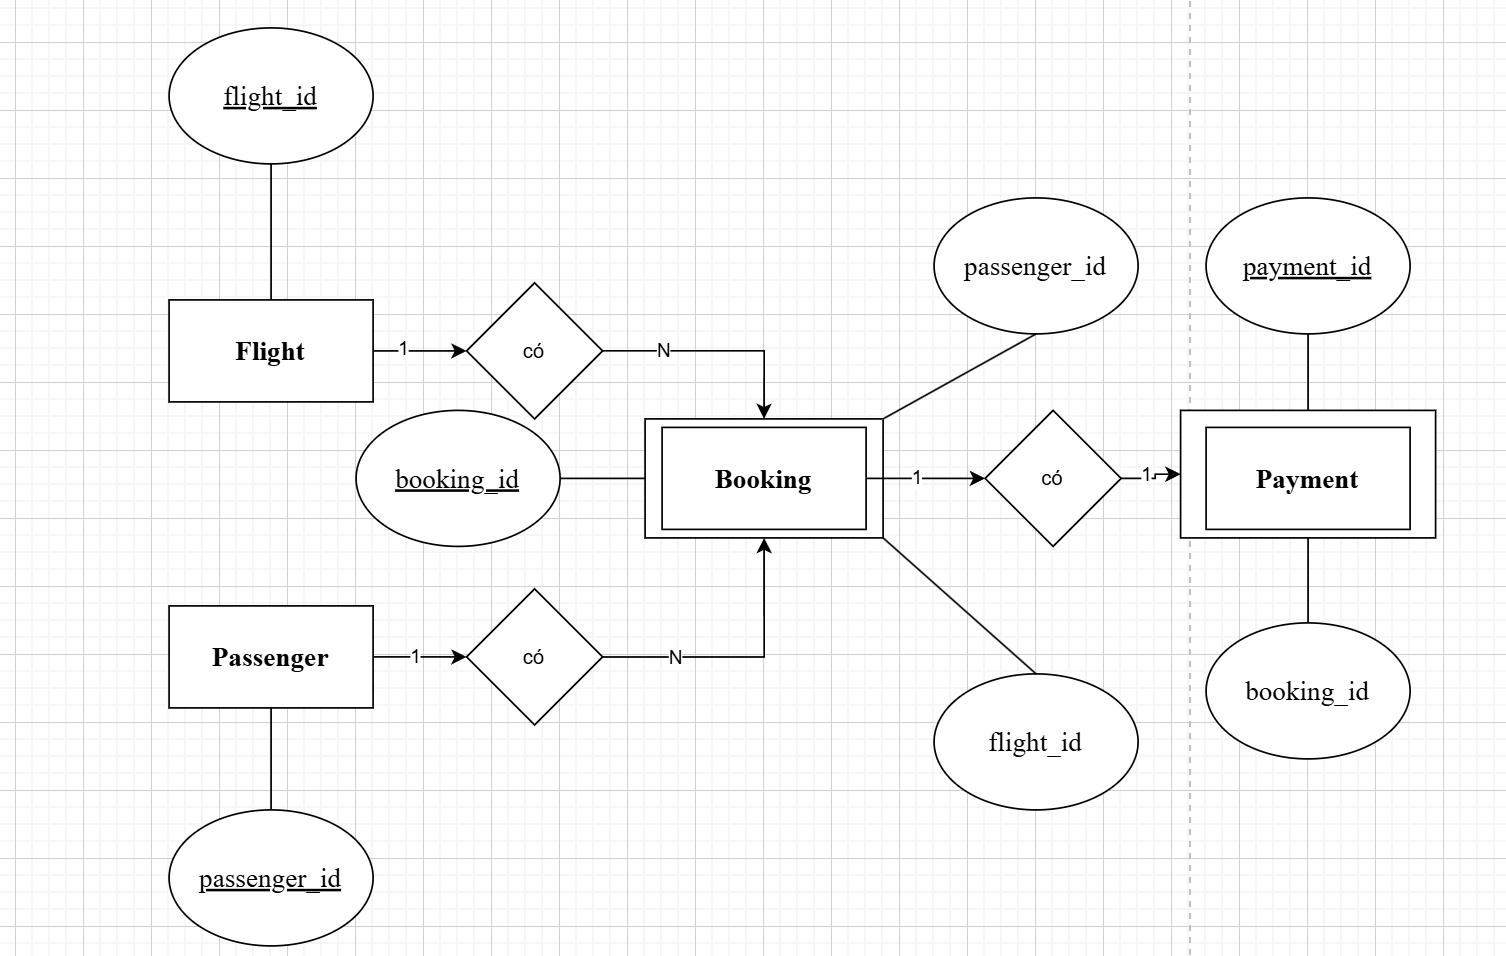 flight_id
passenger_id
payment_id
Flight
1
có
N
booking_id
Booking
1
có
1
Payment
Passenger
1
có
N
booking_id
flight_id
passenger_id